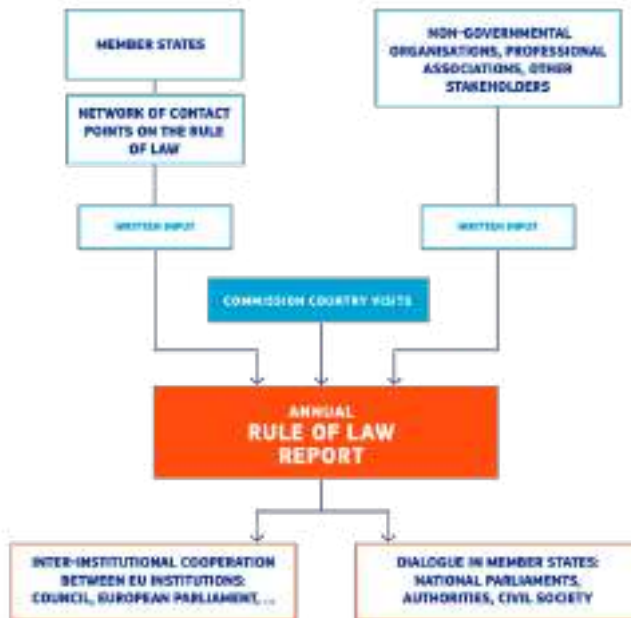 MEMBER STATES
NETWORK OF CONTACT
POINTS ON THE RULE
OF LAW
WRITTEN INPUT
NON-GOVERNMENTAL
ORGANISATIONS, PROFESSIONAL
ASSOCIATIONS, OTHER
STAKEHOLDERS
WRITTEN INPUT
COMMISSION COUNTRY VISITS
ANNUAL
RULE OF LAW
REPORT
INTER-INSTITUTIONAL COOPERATION
BETWEEN EU INSTITUTIONS:
COUNCIL, EUROPEAN PARLIAMENT, ...
DIALOGUE IN MEMBER STATES:
NATIONAL PARLIAMENTS,
AUTHORITIES, CIVIL SOCIETY